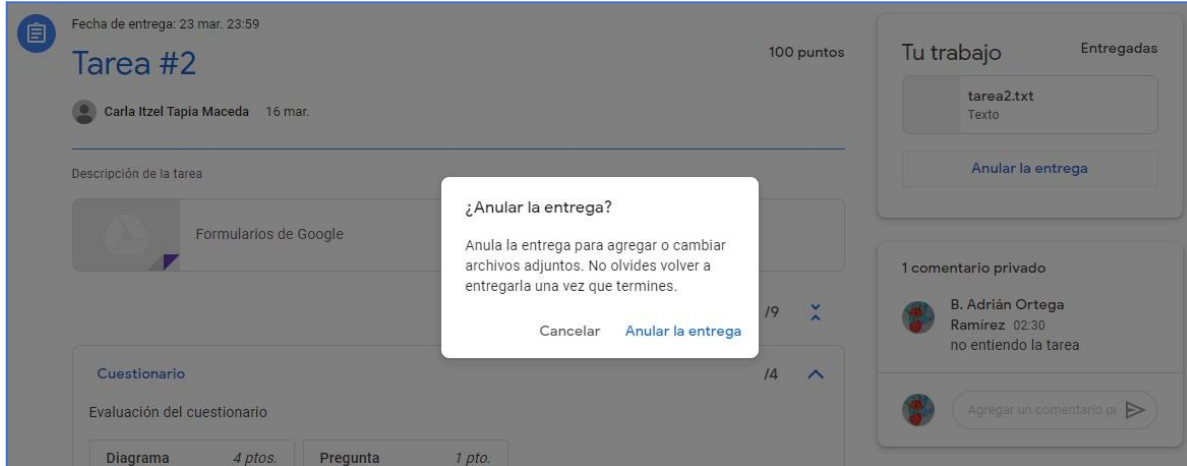 Fecha de entrega: 23 mar. 23:59
Tarea #2
100 puntos
Carla Itzel Tapia Maceda 16 mar.
Descripción de la tarea
Formularios de Google
/9
Cuestionario
/4
Evaluación del cuestionario
Diagrama 4 ptos.
Pregunta 1 pto.
¿Anular la entrega?
Anula la entrega para agregar o cambiar
archivos adjuntos. No olvides volver a
entregarla una vez que termines.
Cancelar Anular la entrega
Tu trabajo
Entregadas
tarea2.txt
Texto
Anular la entrega
1 comentario privado
B. Adrián Ortega
Ramírez 02:30
no entiendo la tarea
Agregar un comentario pr